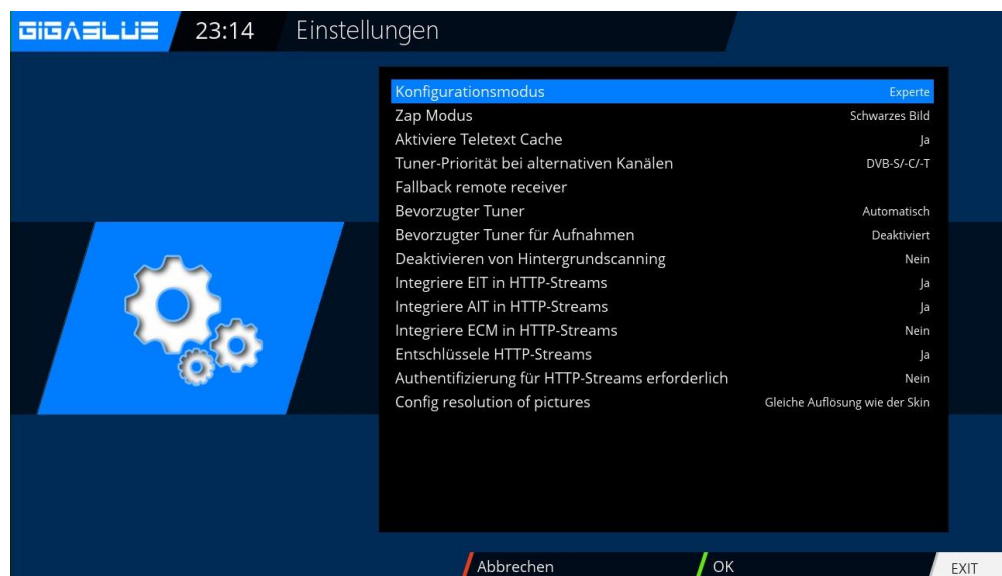 GIGABLUE 23:14 Einstellungen
Konfigurationsmodus Experte
Zap Modus Schwarzes Bild
Aktiviere Teletext Cache Ja
Tuner-Priorität bei alternativen Kanälen DVB-S/-C/-T
Fallback remote receiver
Bevorzugter Tuner Automatisch
Bevorzugter Tuner für Aufnahmen Deaktiviert
Deaktivieren von Hintergrundscanning Nein
Integriere EIT in HTTP-Streams Ja
Integriere AIT in HTTP-Streams Ja
Integriere ECM in HTTP-Streams Nein
Entschlüssele HTTP-Streams Ja
Authentifizierung für HTTP-Streams erforderlich Nein
Config resolution of pictures Gleiche Auflösung wie der Skin
Abbrechen OK EXIT